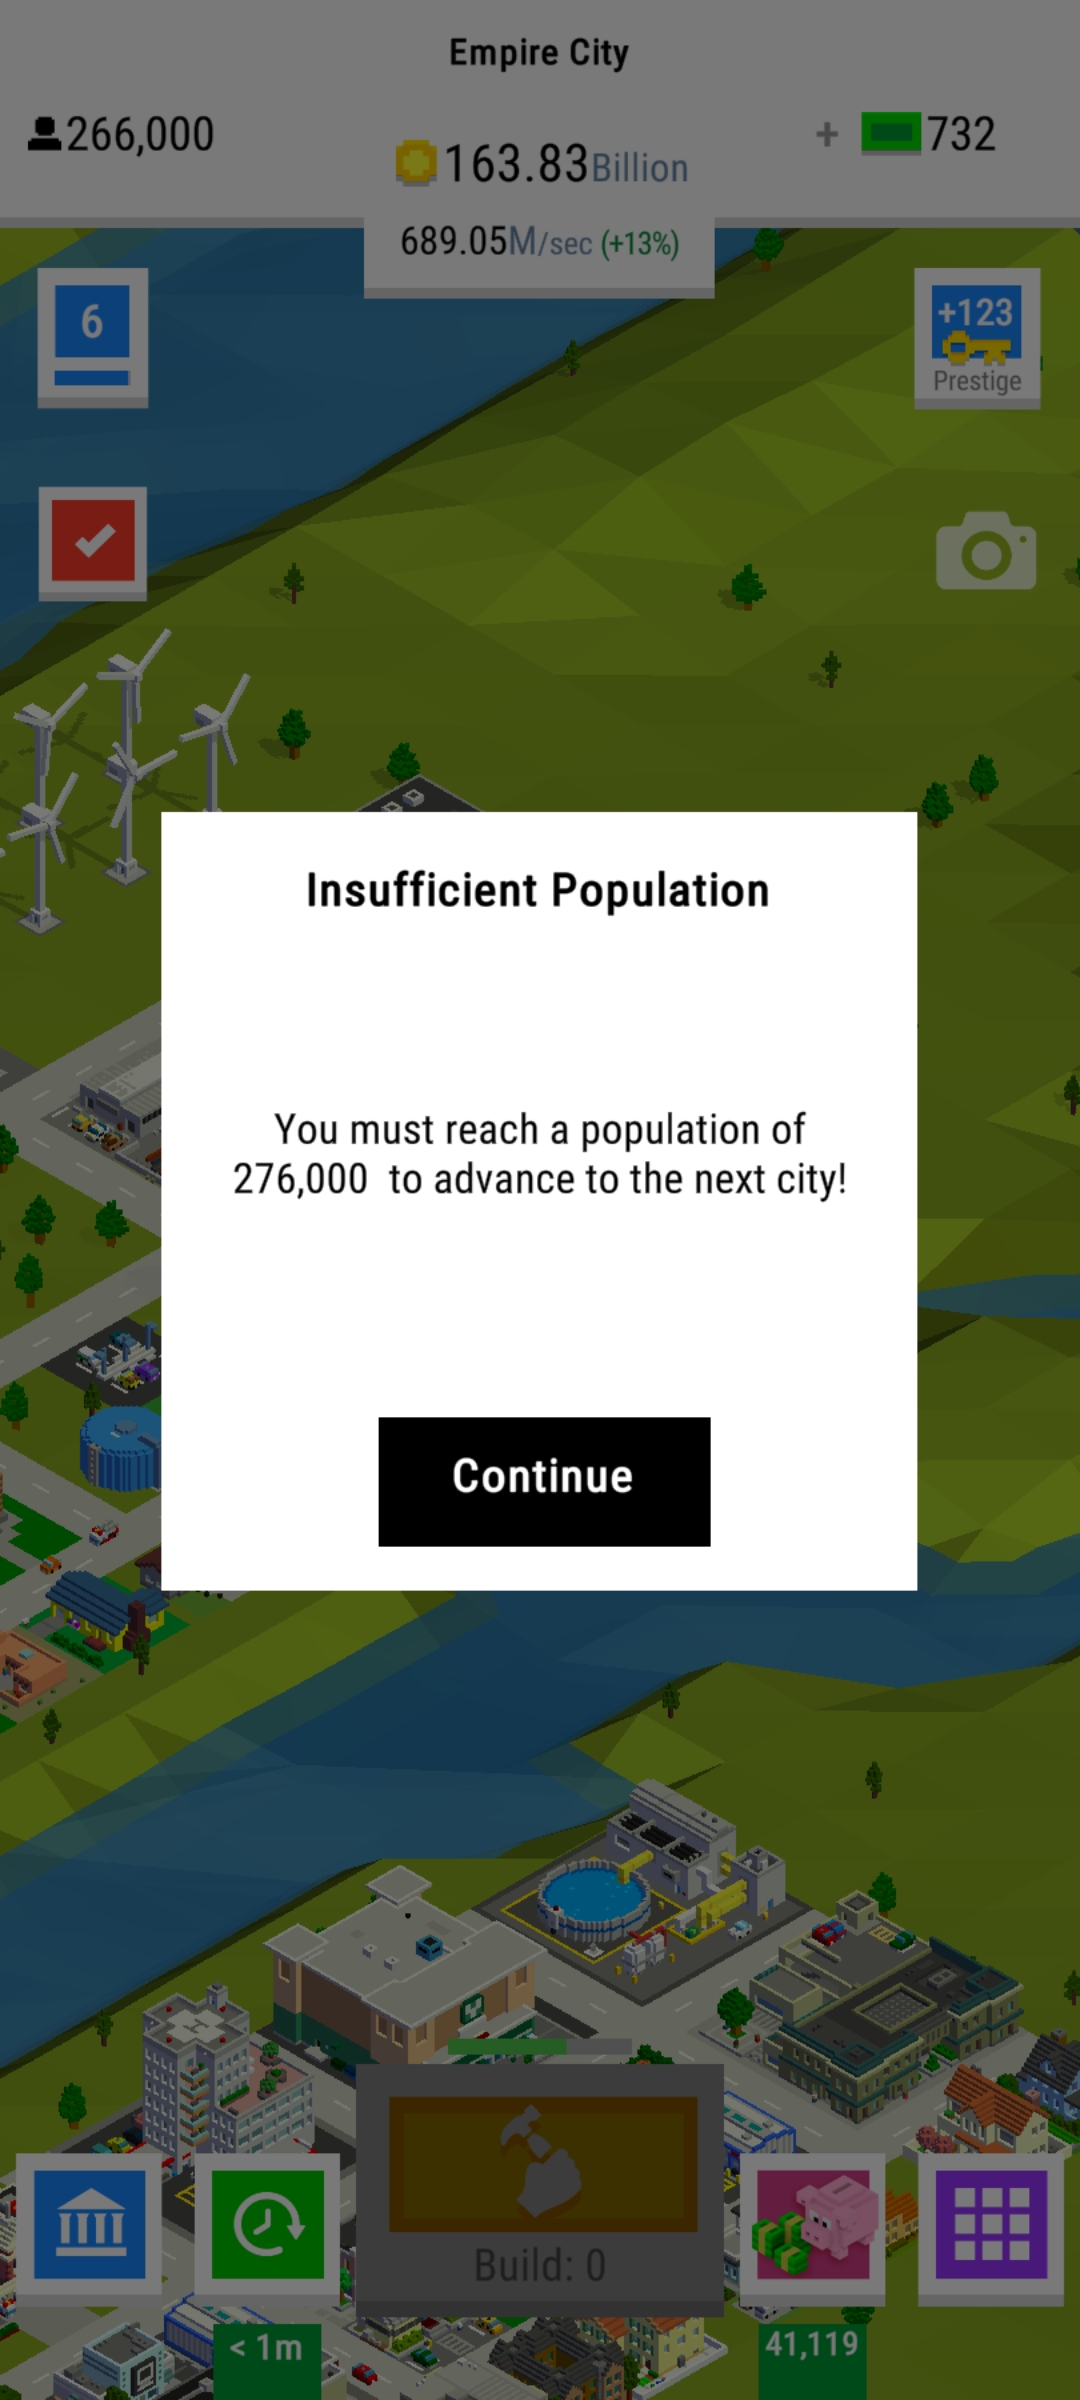 Empire City
266,000
163.83Billion
+ 732
689.05M/sec (+13%)
6
+123
Prestige
Insufficient Population
You must reach a population of
276,000 to advance to the next city!
Continue
Build: 0
< 1m
41,119